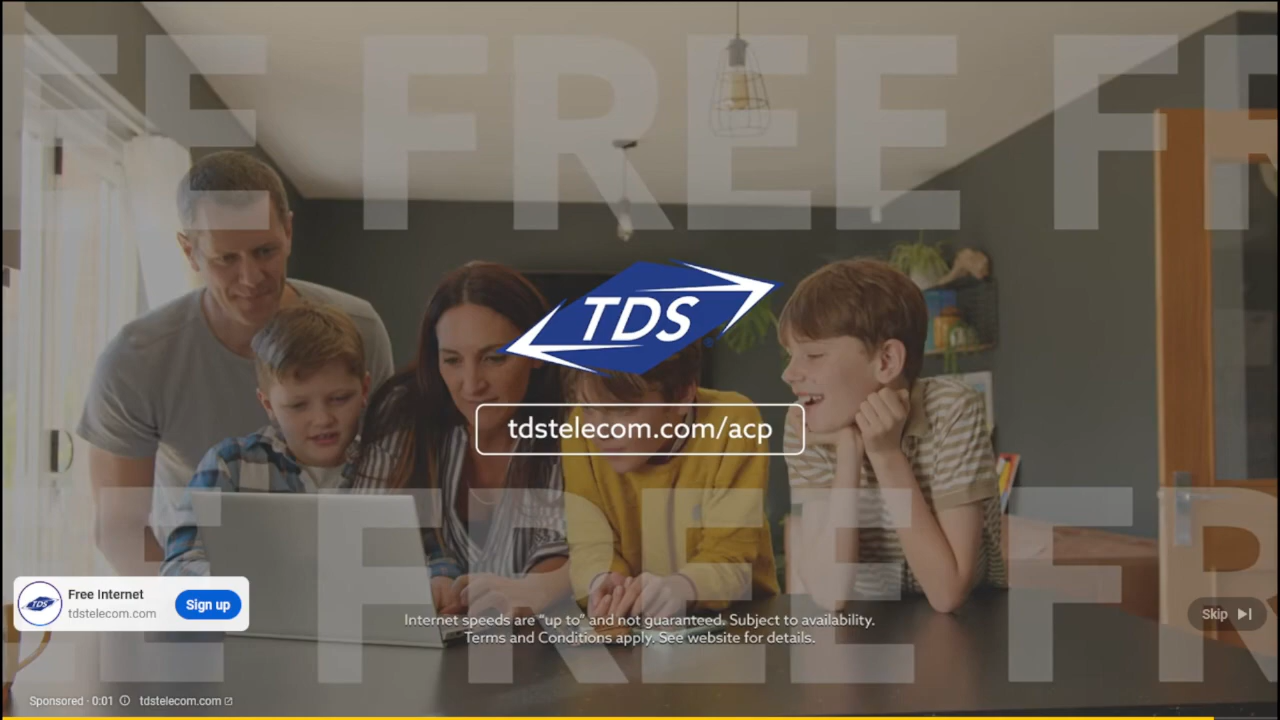 EE FREE FR
TDS
tdstelecom.com/acp
E FREE FR
Free Internet
tdstelecom.com
Sign up
Internet speeds are "up to" and not guaranteed. Subject to availability.
Terms and Conditions apply. See website for details.
Skip
Sponsored · 0:01
tdstelecom.com